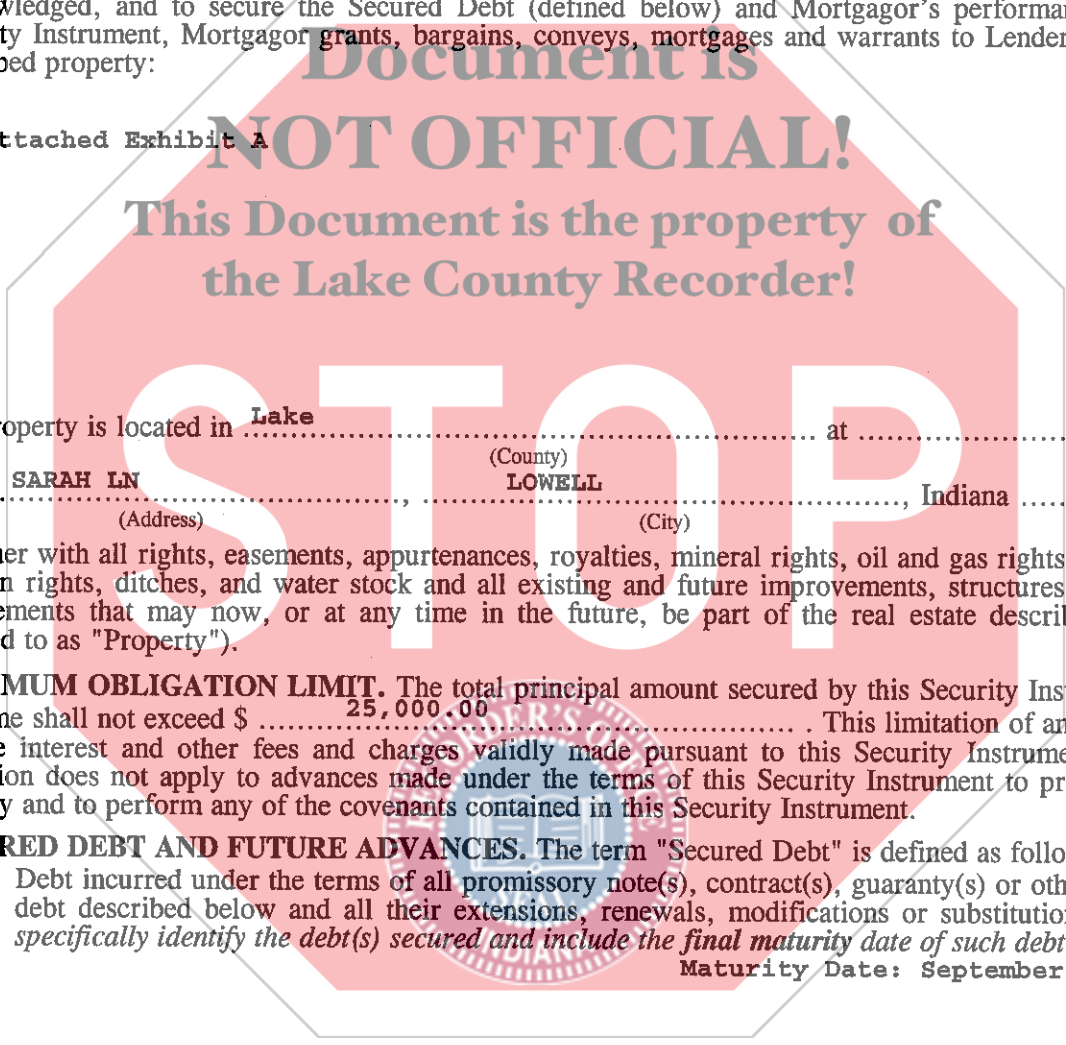 wledged, and to secure the Secured Debt (defined below) and Mortgagor's performa
ty Instrument, Mortgagor grants, bargains, conveys, mortgages and warrants to Lender
bed property:
Document is
ttached Exhibit A
NOT OFFICIAL!
This Document is the property of
the Lake County Recorder!
STOP
operty is located in Lake at
(County)
SARAH LN, LOWELL, Indiana
(Address) (City)
er with all rights, easements, appurtenances, royalties, mineral rights, oil and gas rights
n rights, ditches, and water stock and all existing and future improvements, structures
ements that may now, or at any time in the future, be part of the real estate descri
d to as "Property").
MUM OBLIGATION LIMIT. The total principal amount secured by this Security Ins
ne shall not exceed $ 25,000.00. This limitation of a
e interest and other fees and charges validly made pursuant to this Security Instrume
ion does not apply to advances made under the terms of this Security Instrument to pr
y and to perform any of the covenants contained in this Security Instrument.
RED DEBT AND FUTURE ADVANCES. The term "Secured Debt" is defined as follo
Debt incurred under the terms of all promissory note(s), contract(s), guaranty(s) or oth
debt described below and all their extensions, renewals, modifications or substitutio
specifically identify the debt(s) secured and include the final maturity date of such debt
Maturity Date: September
RECORDER'S OFFICE
INDIANA